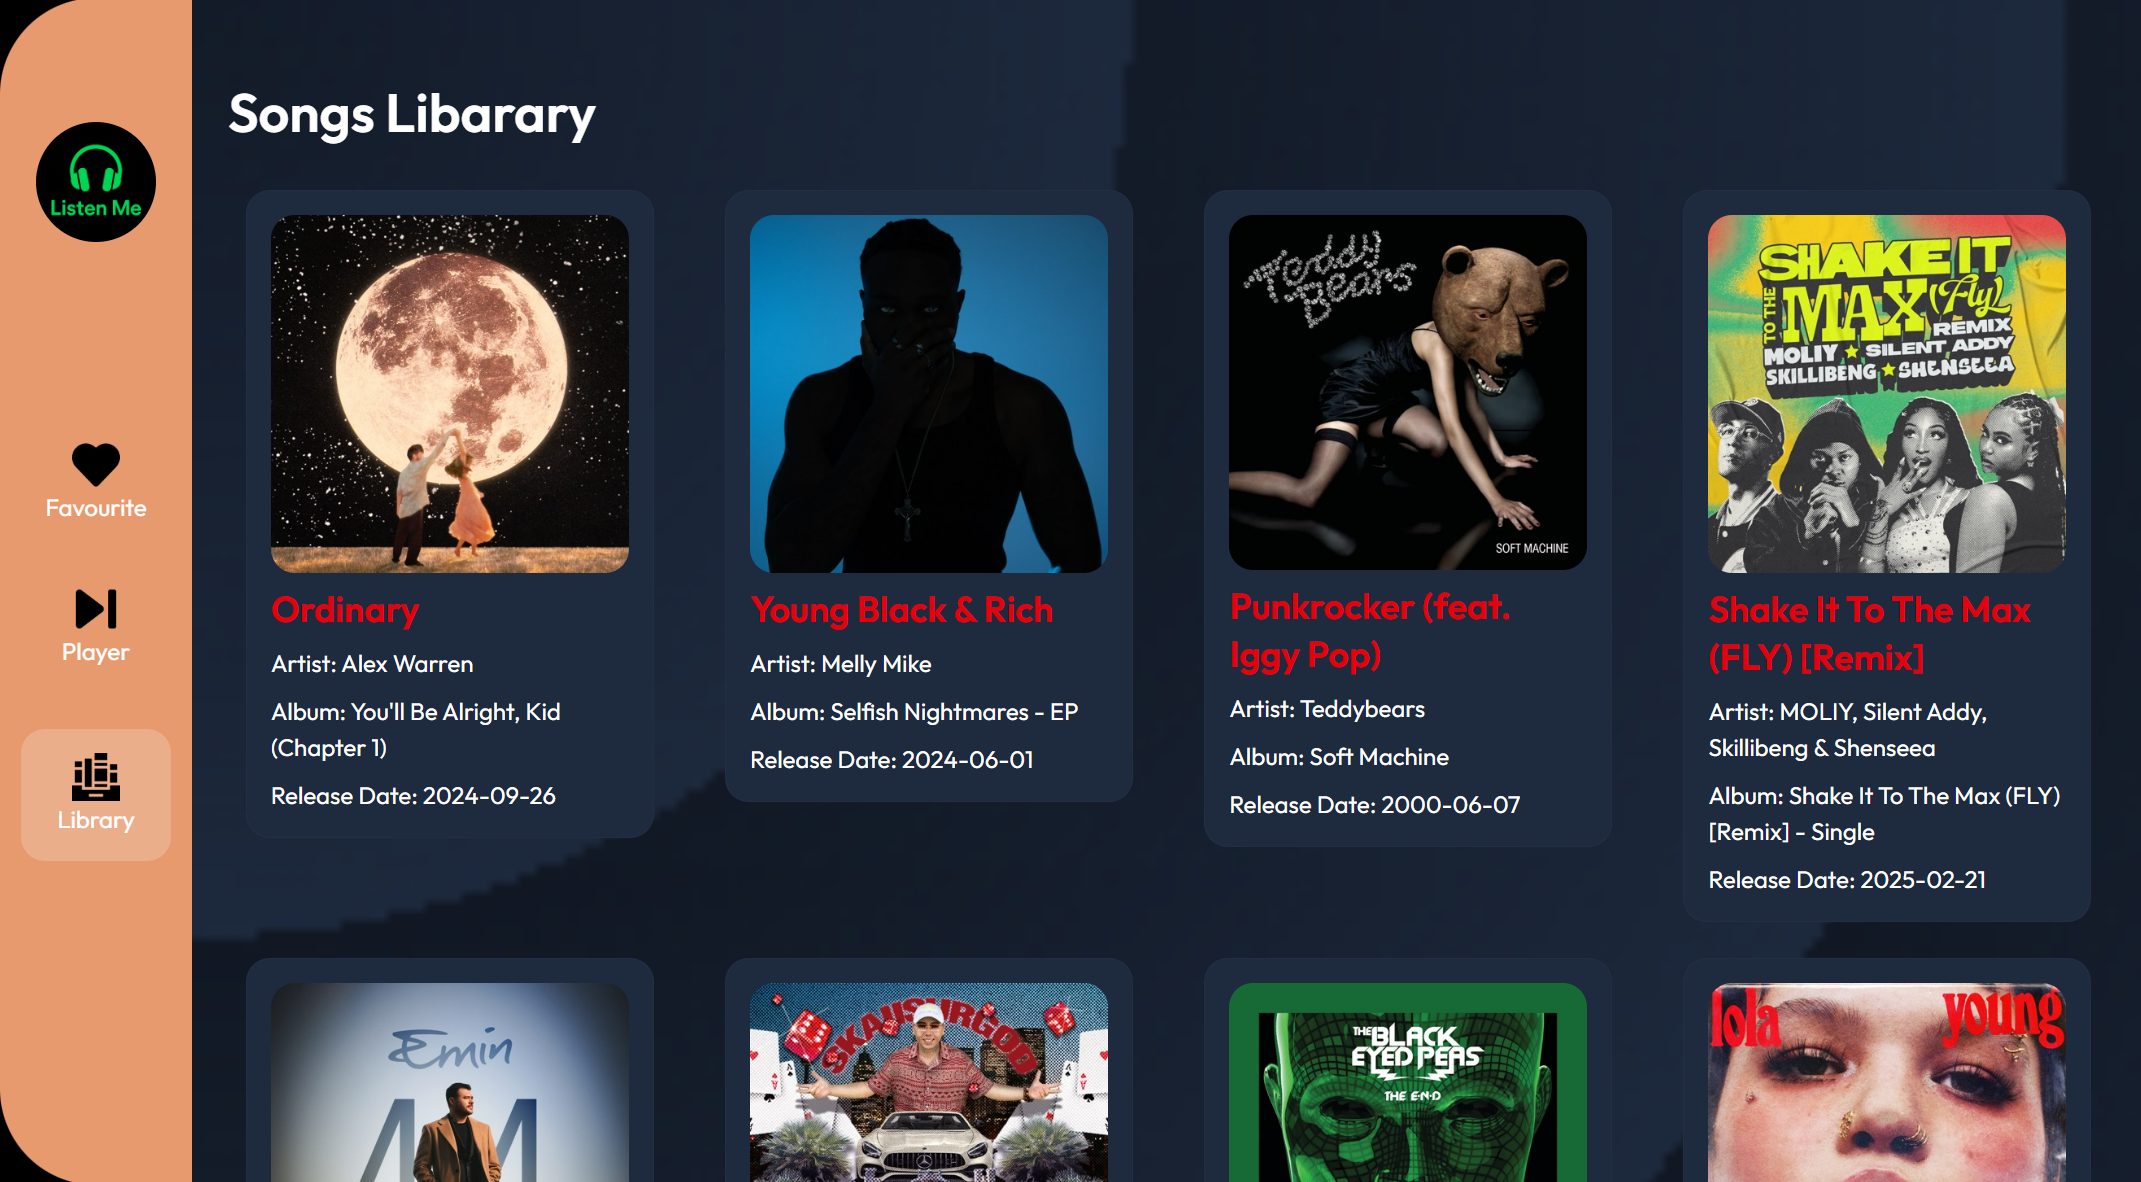 Listen Me
Favourite
Player
Library
Songs Libarary
Ordinary
Artist: Alex Warren
Album: You'll Be Alright, Kid
(Chapter 1)
Release Date: 2024-09-26
Young Black & Rich
Artist: Melly Mike
Album: Selfish Nightmares - EP
Release Date: 2024-06-01
Teddy
Bears
SOFT MACHINE
Punkrocker (feat.
Iggy Pop)
Artist: Teddybears
Album: Soft Machine
Release Date: 2000-06-07
SHAKE IT
TO THE
MAX (Fly)
REMIX
MOLIY ★ SILENT ADDY
SKILLIBENG ★ SHENSEEA
Shake It To The Max
(FLY) [Remix]
Artist: MOLIY, Silent Addy,
Skillibeng & Shenseea
Album: Shake It To The Max (FLY)
[Remix] - Single
Release Date: 2025-02-21
Emin
SKAIISYOURGOD
THE BLACK
EYED PEAS
THE E·N·D
lola young